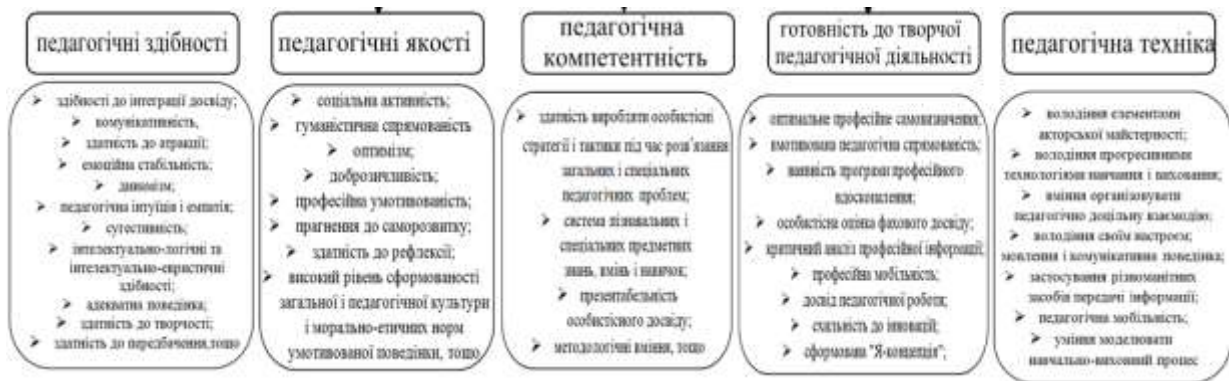 педагогічні здібності
здібності до інтеграції досвіду;
комунікативність,
здатність до атракції;
емоційна стабільність;
динамізм;
педагогічна інтуїція і емпатія;
сугестивність;
інтелектуально-логічні та
інтелектуально-евристичні
здібності;
адекватна поведінка;
здатність до творчості;
здатність до передбачення,тощо
педагогічні якості
соціальна активність;
гуманістична спрямованість
оптимізм;
доброзичливість;
професійна умотивованість;
прагнення до саморозвитку;
здатність до рефлексії;
високий рівень сформованості
загальної і педагогічної культури
і морально-етичних норм
умотивованої поведінки, тощо
педагогічна
компетентність
здатність виробляти особистісні
стратегії і тактики під час розв'язання
загальних і спеціальних
педагогічних проблем;
система пізнавальних і
спеціальних предметних
знань, вмінь і навичок;
презентабельність
особистісного досвіду;
методологічні вміння, тощо
готовність до творчої
педагогічної діяльності
оптимальне професійне самовизначення;
вмотивована педагогічна спрямованість;
наявність програми професійного
вдосконалення;
особистісна оцінка фахового досвіду;
критичний аналіз професійної інформації;
професійна мобільність;
досвід педагогічної роботи;
схильність до інновацій;
сформована "Я-концепція";
педагогічна техніка
володіння елементами
акторської майстерності;
володіння прогресивними
технологіями навчання і виховання;
вміння організовувати
педагогічно доцільну взаємодію;
володіння своїм настроєм;
мовлення і комунікативна поведінка;
застосування різноманітних
засобів передачі інформації;
педагогічна мобільність;
уміння моделювати
навчально-виховний процес